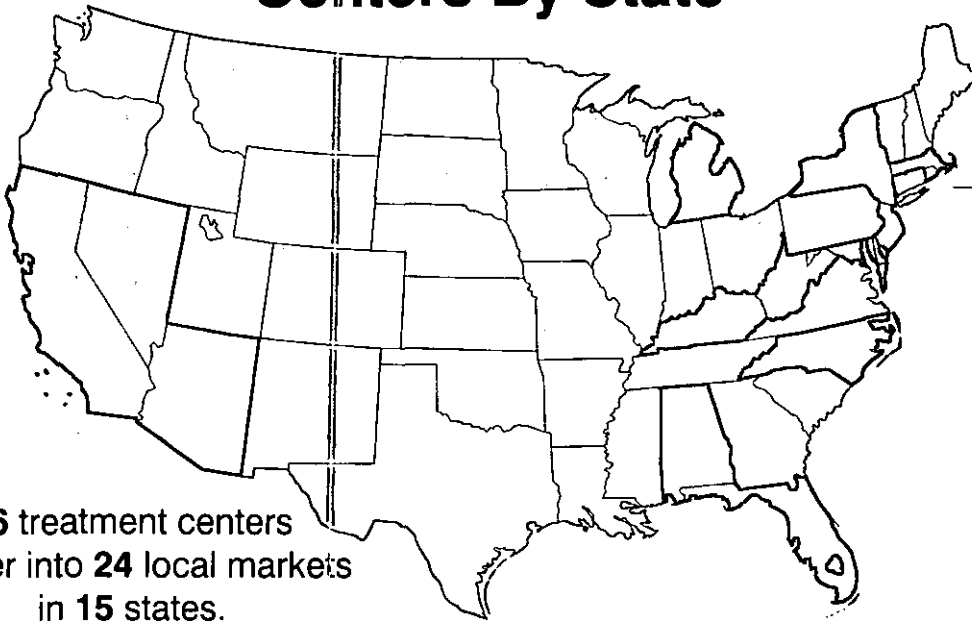 Centers By State
6 treatment centers
er into 24 local markets
in 15 states.